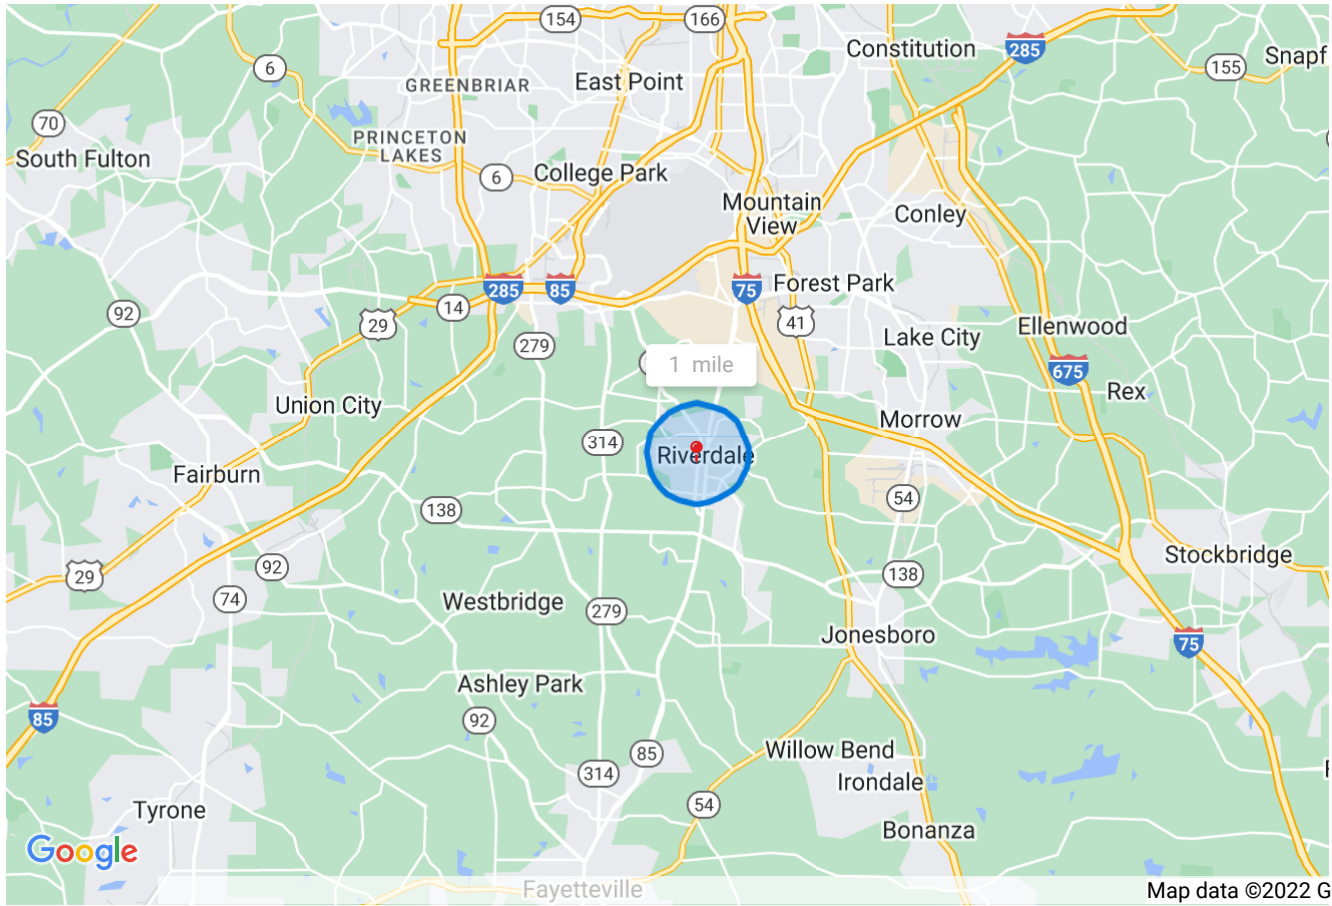 154
166
Constitution
285
Snapf
155
6
East Point
GREENBRIAR
70
PRINCETON
LAKES
South Fulton
6
College Park
Mountain
View
Conley
285
85
75
Forest Park
14
92
29
41
279
Lake City
Ellenwood
1 mile
675
Rex
Union City
Morrow
314
Riverdale
Fairburn
54
138
Stockbridge
29
92
138
74
Westbridge
279
Jonesboro
75
Ashley Park
85
92
85
Willow Bend
314
Irondale
54
Tyrone
Bonanza
Google
Fayetteville
Map data ©2022 G